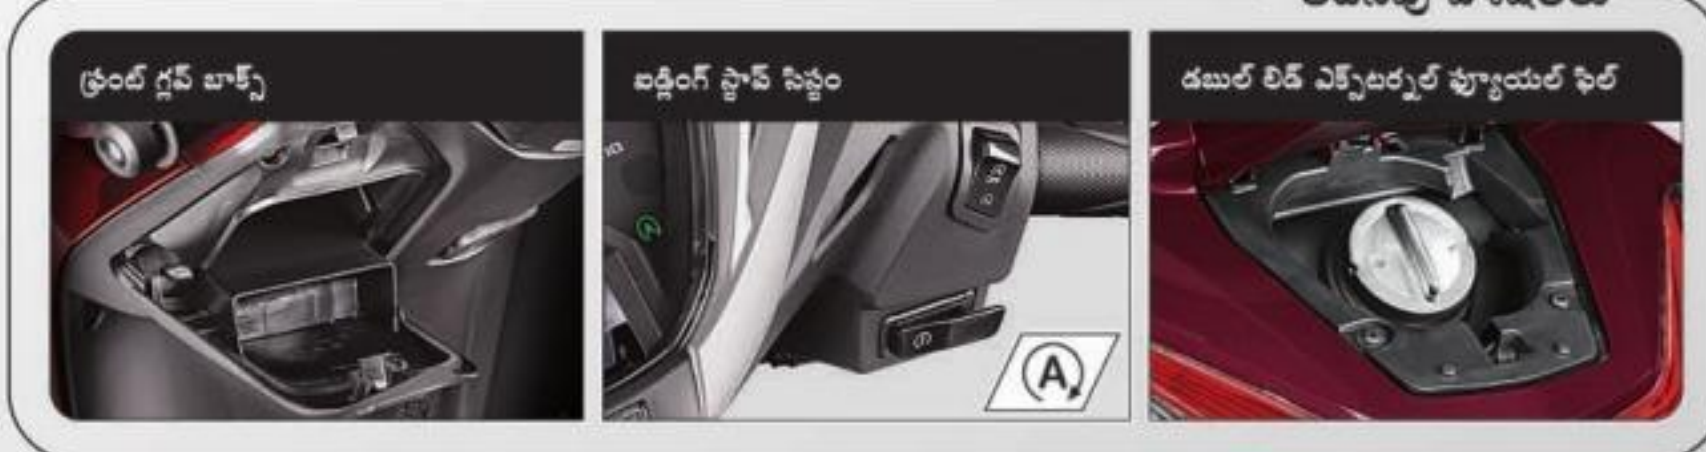 ఫ్రంట్ గ్లవ్ బాక్స్
ఐడ్లింగ్ స్టాప్ సిస్టం
డబుల్ లిడ్ ఎక్స్‌టర్నల్ ఫ్యూయల్ ఫిల్
A